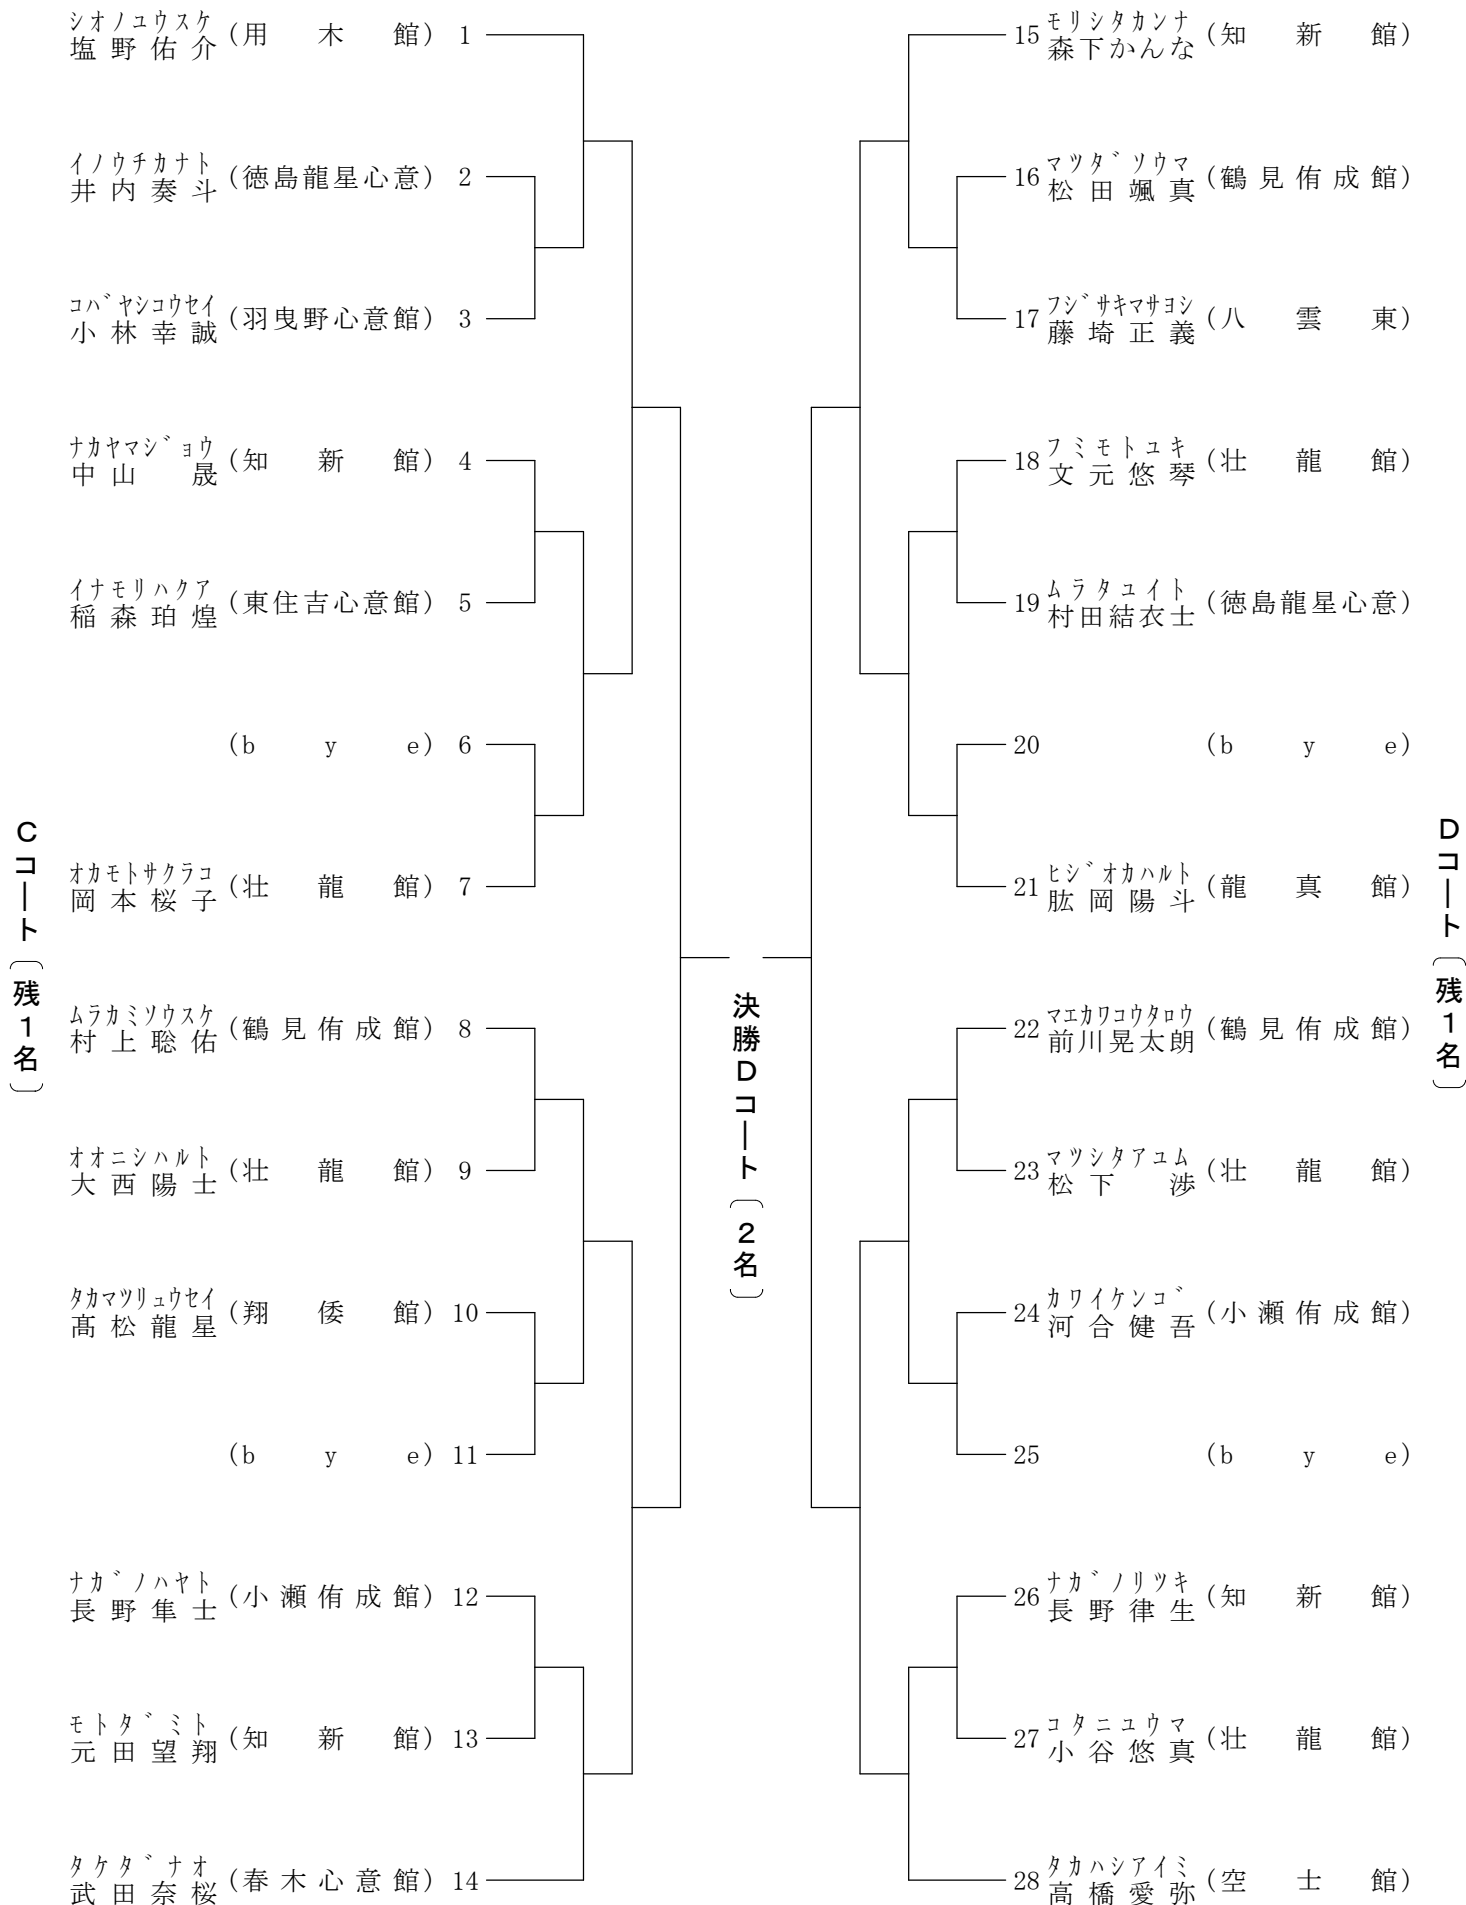 シオノユウスケ
塩野佑介 (用木館) 1
イノウチカナト
井内奏斗 (徳島龍星心意) 2
コバヤシコウセイ
小林幸誠 (羽曳野心意館) 3
ナカヤマジョウ
中山 晟 (知新館) 4
イナモリハクア
稲森珀煌 (東住吉心意館) 5
(bye) 6
オカモトサクラコ
岡本桜子 (壮龍館) 7
ムラカミソウスケ
村上聡佑 (鶴見侑成館) 8
オオニシハルト
大西陽士 (壮龍館) 9
タカマツリュウセイ
髙松龍星 (翔倭館) 10
(bye) 11
ナガノハヤト
長野隼士 (小瀬侑成館) 12
モトダミト
元田望翔 (知新館) 13
タケダナオ
武田奈桜 (春木心意館) 14
Cコート〔残1名〕
決勝Dコート〔2名〕
モリシタカンナ
15 森下かんな (知新館)
マツダソウマ
16 松田颯真 (鶴見侑成館)
フジサキマサヨシ
17 藤埼正義 (八雲東)
フミモトユキ
18 文元悠琴 (壮龍館)
ムラタユイト
19 村田結衣士 (徳島龍星心意)
20 (bye)
ヒジオカハルト
21 肱岡陽斗 (龍真館)
マエカワコウタロウ
22 前川晃太朗 (鶴見侑成館)
マツシタアユム
23 松下 渉 (壮龍館)
カワイケンゴ
24 河合健吾 (小瀬侑成館)
25 (bye)
ナガノリツキ
26 長野律生 (知新館)
コタニユウマ
27 小谷悠真 (壮龍館)
タカハシアイミ
28 高橋愛弥 (空士館)
Dコート〔残1名〕